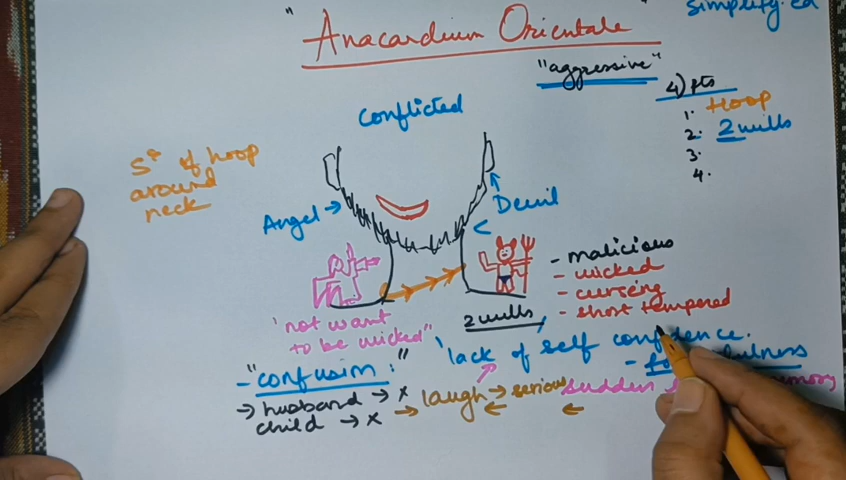 simplify.ed
"Anacardium Orientale"
"aggressive"
4) pts
1. Hoop
2. 2 wills
3.
4.
Conflicted
of hoop
around
neck
Angel →
Devil
- malicious
- wicked
- cursing
- short tempered
2 wills
'not want
to be wicked"
'lack of self confidence.
- "confusion:"
→ husband → x
child → x
→ laugh → serious
sudden